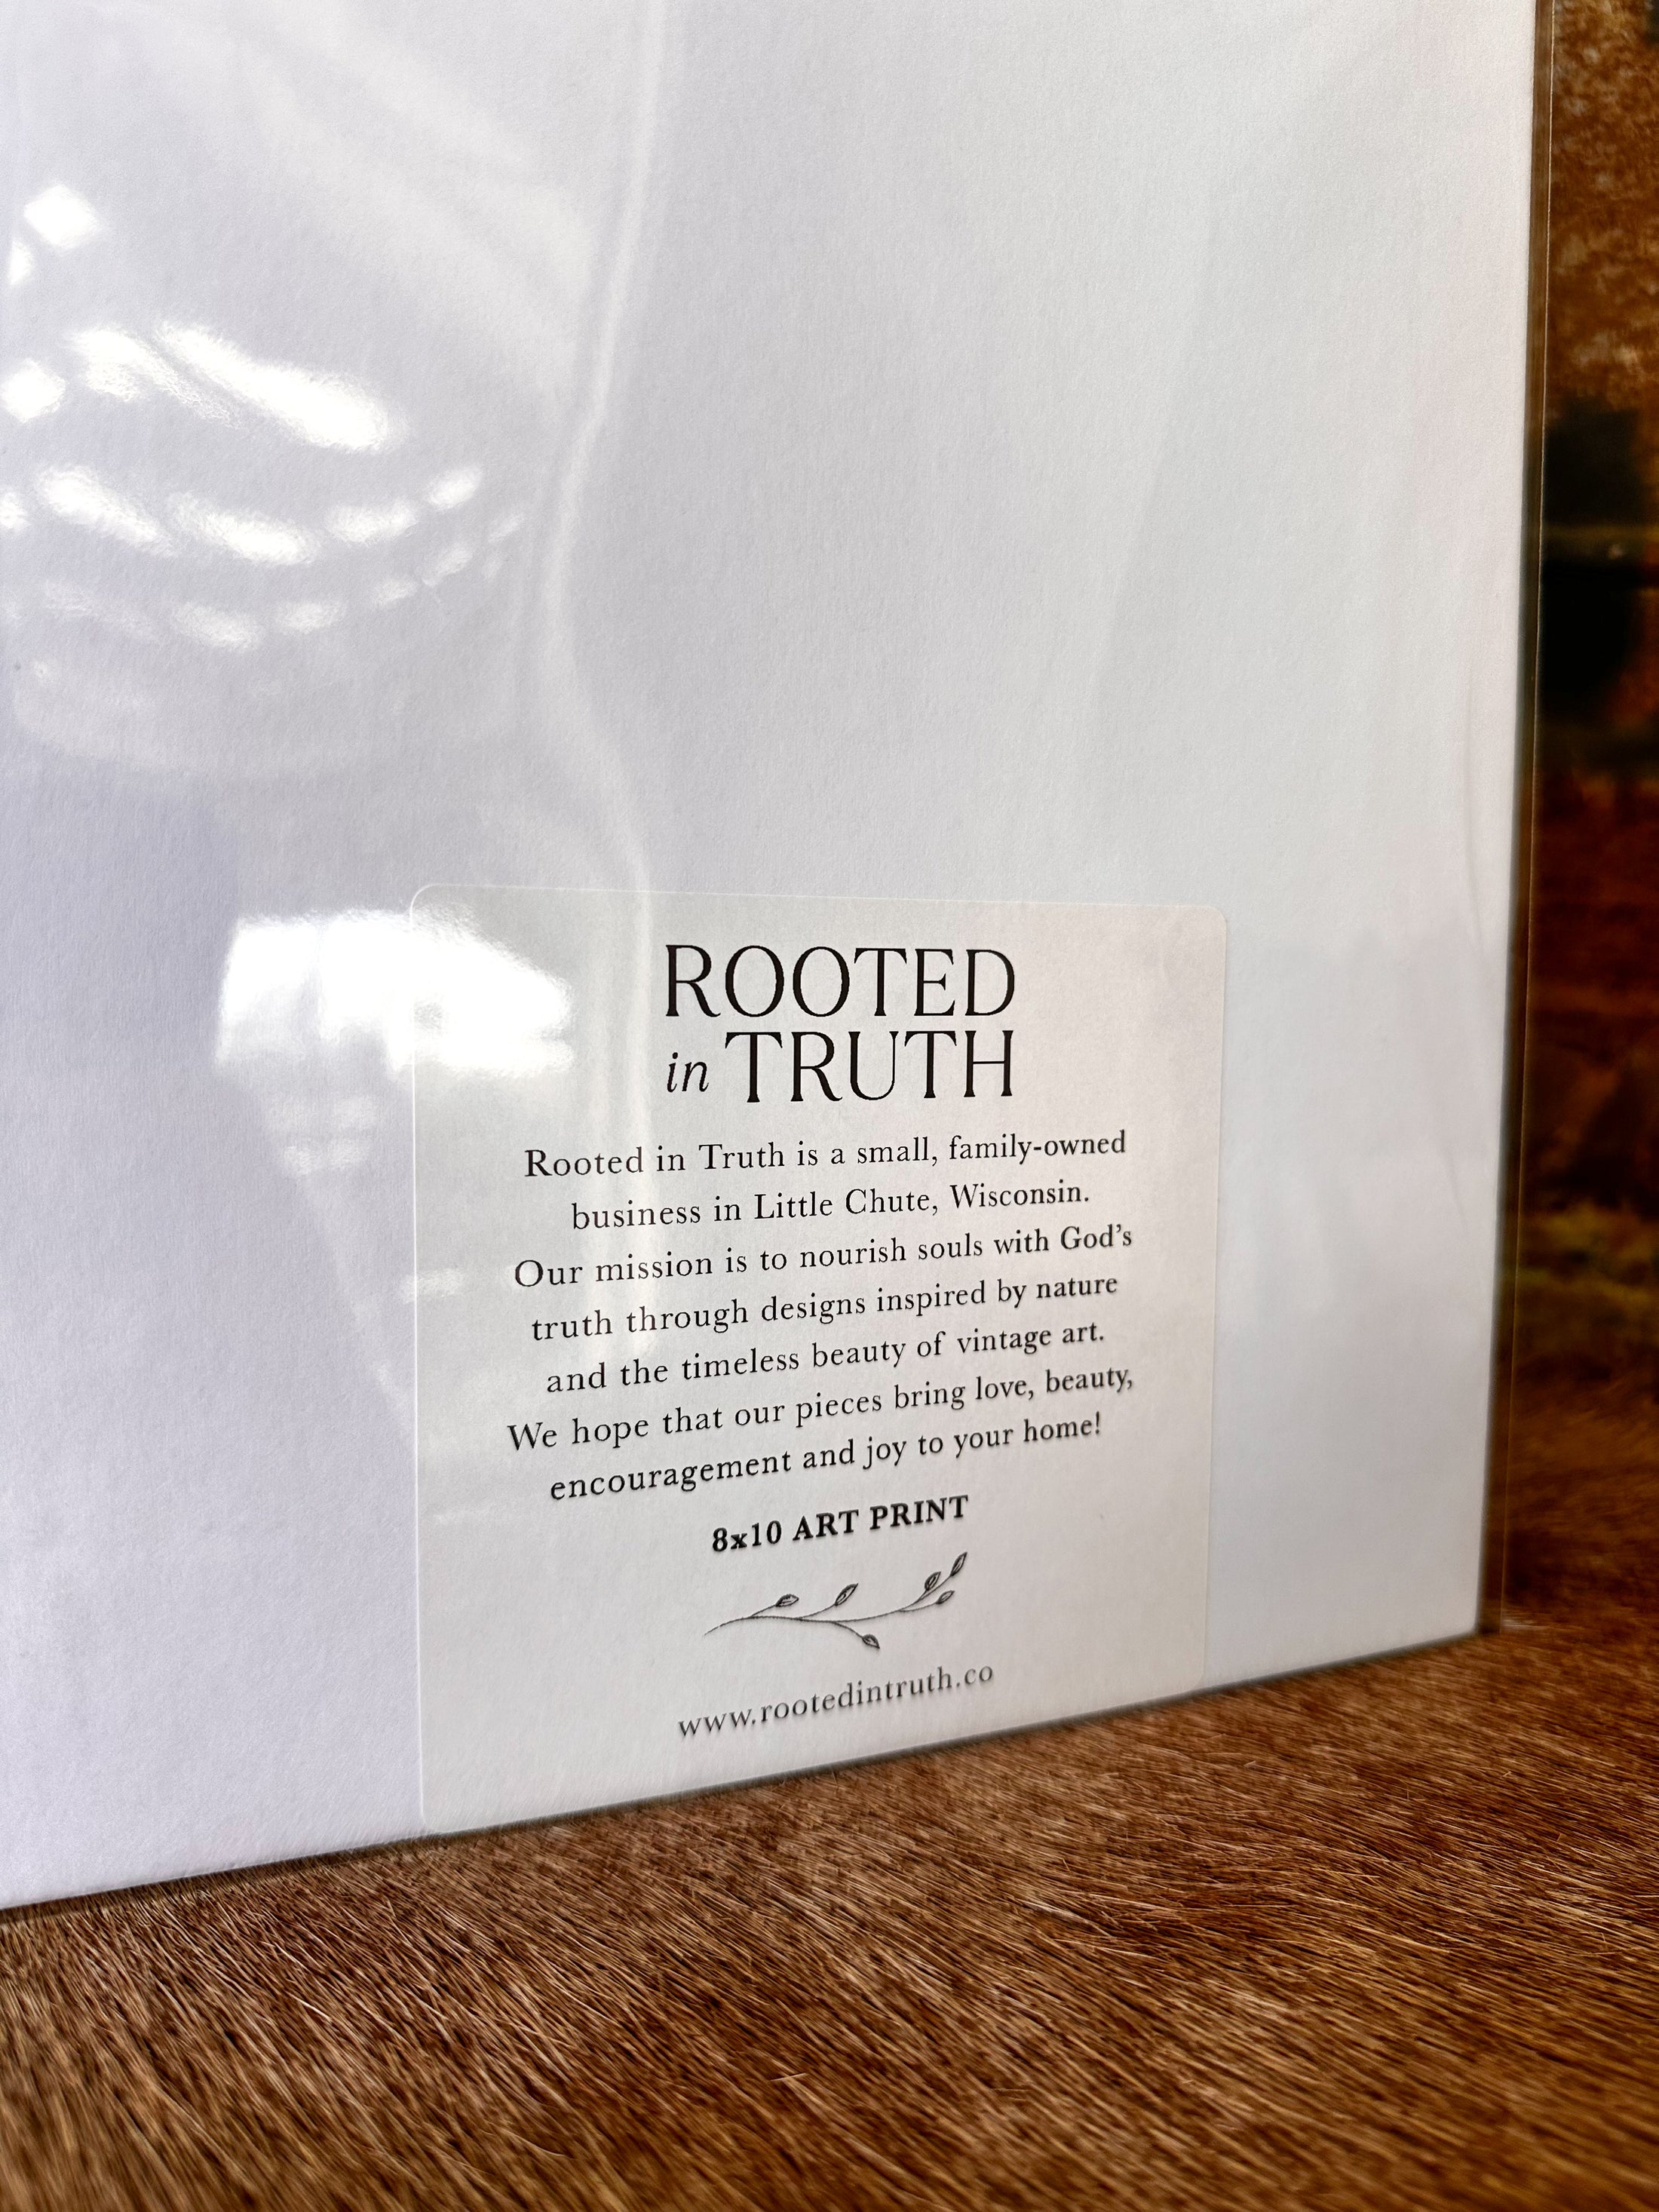 ROOTED
in TRUTH
Rooted in Truth is a small, family-owned
business in Little Chute, Wisconsin.
Our mission is to nourish souls with God’s
truth through designs inspired by nature
and the timeless beauty of vintage art.
We hope that our pieces bring love, beauty,
encouragement and joy to your home!
8x10 ART PRINT
www.rootedintruth.co